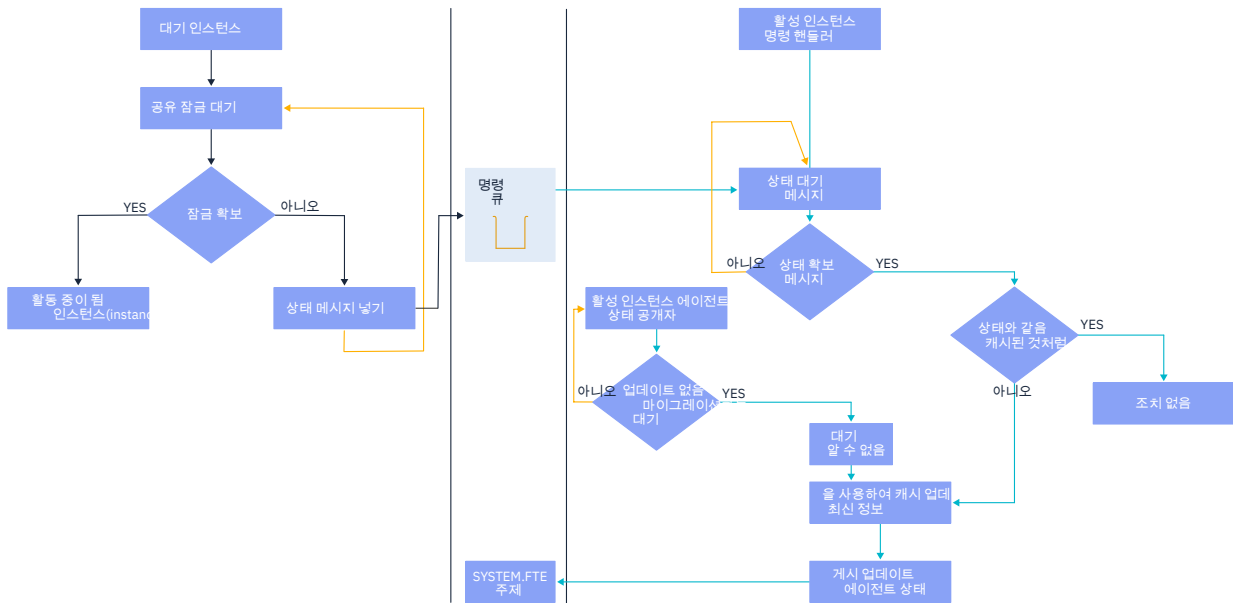 대기 인스턴스
공유 잠금 대기
잠금 확보
YES
아니오
활동 중이 됨
인스턴스(instanc
상태 메시지 넣기
명령
큐
SYSTEM.FTE
주제
활성 인스턴스
명령 핸들러
상태 대기
메시지
상태 확보
메시지
아니오
YES
상태와 같음
캐시된 것처럼
YES
아니오
조치 없음
활성 인스턴스 에이전트
상태 공개자
업데이트 없음
마이그레이션
대기
아니오
YES
대기
알 수 없음
을 사용하여 캐시 업데
최신 정보
게시 업데이트
에이전트 상태